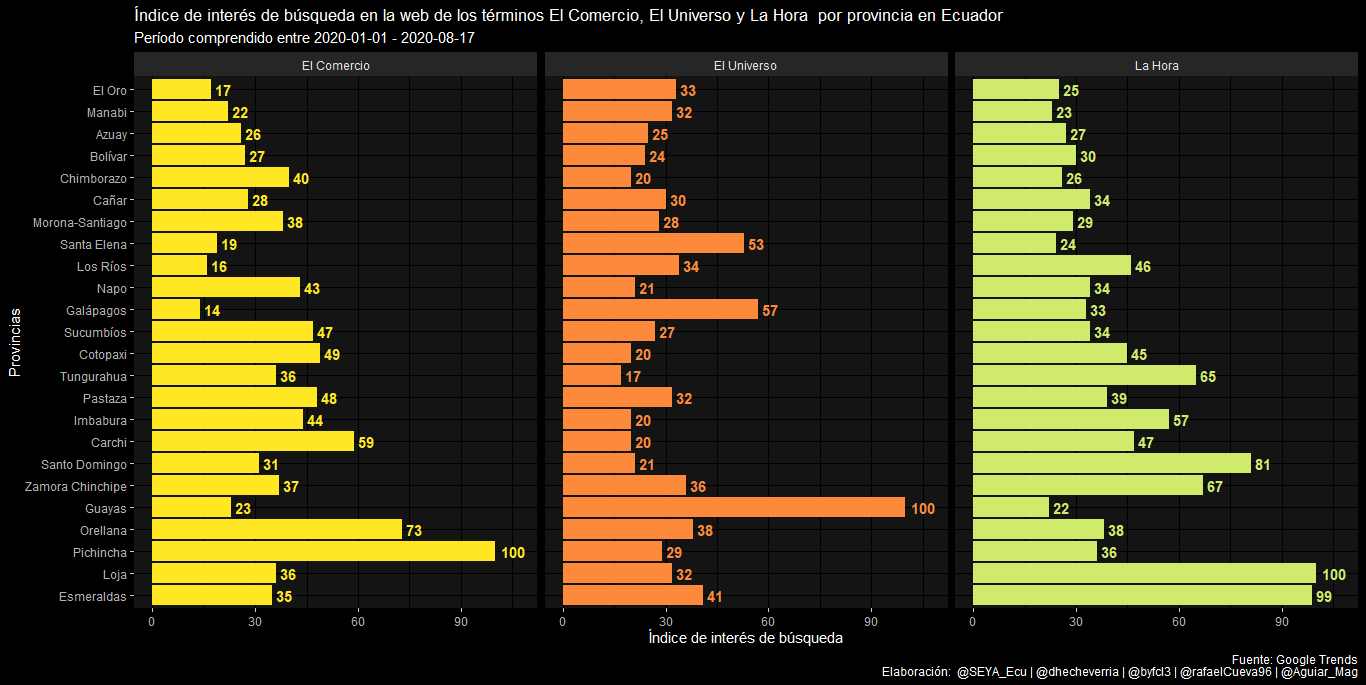 Índice de interés de búsqueda en la web de los términos El Comercio, El Universo y La Hora  por provincia en Ecuador
Período comprendido entre 2020-01-01 - 2020-08-17
El Comercio El Universo La Hora
Provincias
El Oro 17 33 25
Manabi 22 32 23
Azuay 26 25 27
Bolívar 27 24 30
Chimborazo 40 20 26
Cañar 28 30 34
Morona-Santiago 38 28 29
Santa Elena 19 53 24
Los Ríos 16 34 46
Napo 43 21 34
Galápagos 14 57 33
Sucumbíos 47 27 34
Cotopaxi 49 20 45
Tungurahua 36 17 65
Pastaza 48 32 39
Imbabura 44 20 57
Carchi 59 20 47
Santo Domingo 31 21 81
Zamora Chinchipe 37 36 67
Guayas 23 100 22
Orellana 73 38 38
Pichincha 100 29 36
Loja 36 32 100
Esmeraldas 35 41 99
0 30 60 90 0 30 60 90 0 30 60 90
Índice de interés de búsqueda
Fuente: Google Trends
Elaboración:  @SEYA_Ecu | @dhecheverria | @byfcl3 | @rafaelCueva96 | @Aguiar_Mag